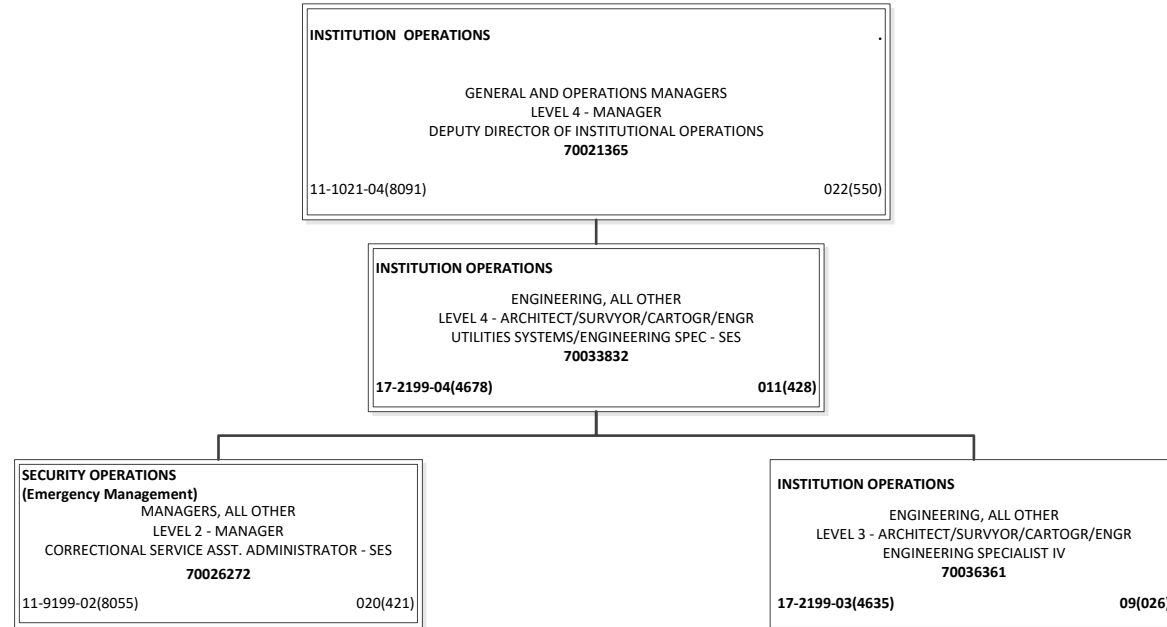 INSTITUTION OPERATIONS .
GENERAL AND OPERATIONS MANAGERS
LEVEL 4 - MANAGER
DEPUTY DIRECTOR OF INSTITUTIONAL OPERATIONS
70021365
11-1021-04(8091) 022(550)
INSTITUTION OPERATIONS
ENGINEERING, ALL OTHER
LEVEL 4 - ARCHITECT/SURVYOR/CARTOGR/ENGR
UTILITIES SYSTEMS/ENGINEERING SPEC - SES
70033832
17-2199-04(4678) 011(428)
SECURITY OPERATIONS
(Emergency Management)
MANAGERS, ALL OTHER
LEVEL 2 - MANAGER
CORRECTIONAL SERVICE ASST. ADMINISTRATOR - SES
70026272
11-9199-02(8055) 020(421)
INSTITUTION OPERATIONS
ENGINEERING, ALL OTHER
LEVEL 3 - ARCHITECT/SURVYOR/CARTOGR/ENGR
ENGINEERING SPECIALIST IV
70036361
17-2199-03(4635) 09(026)